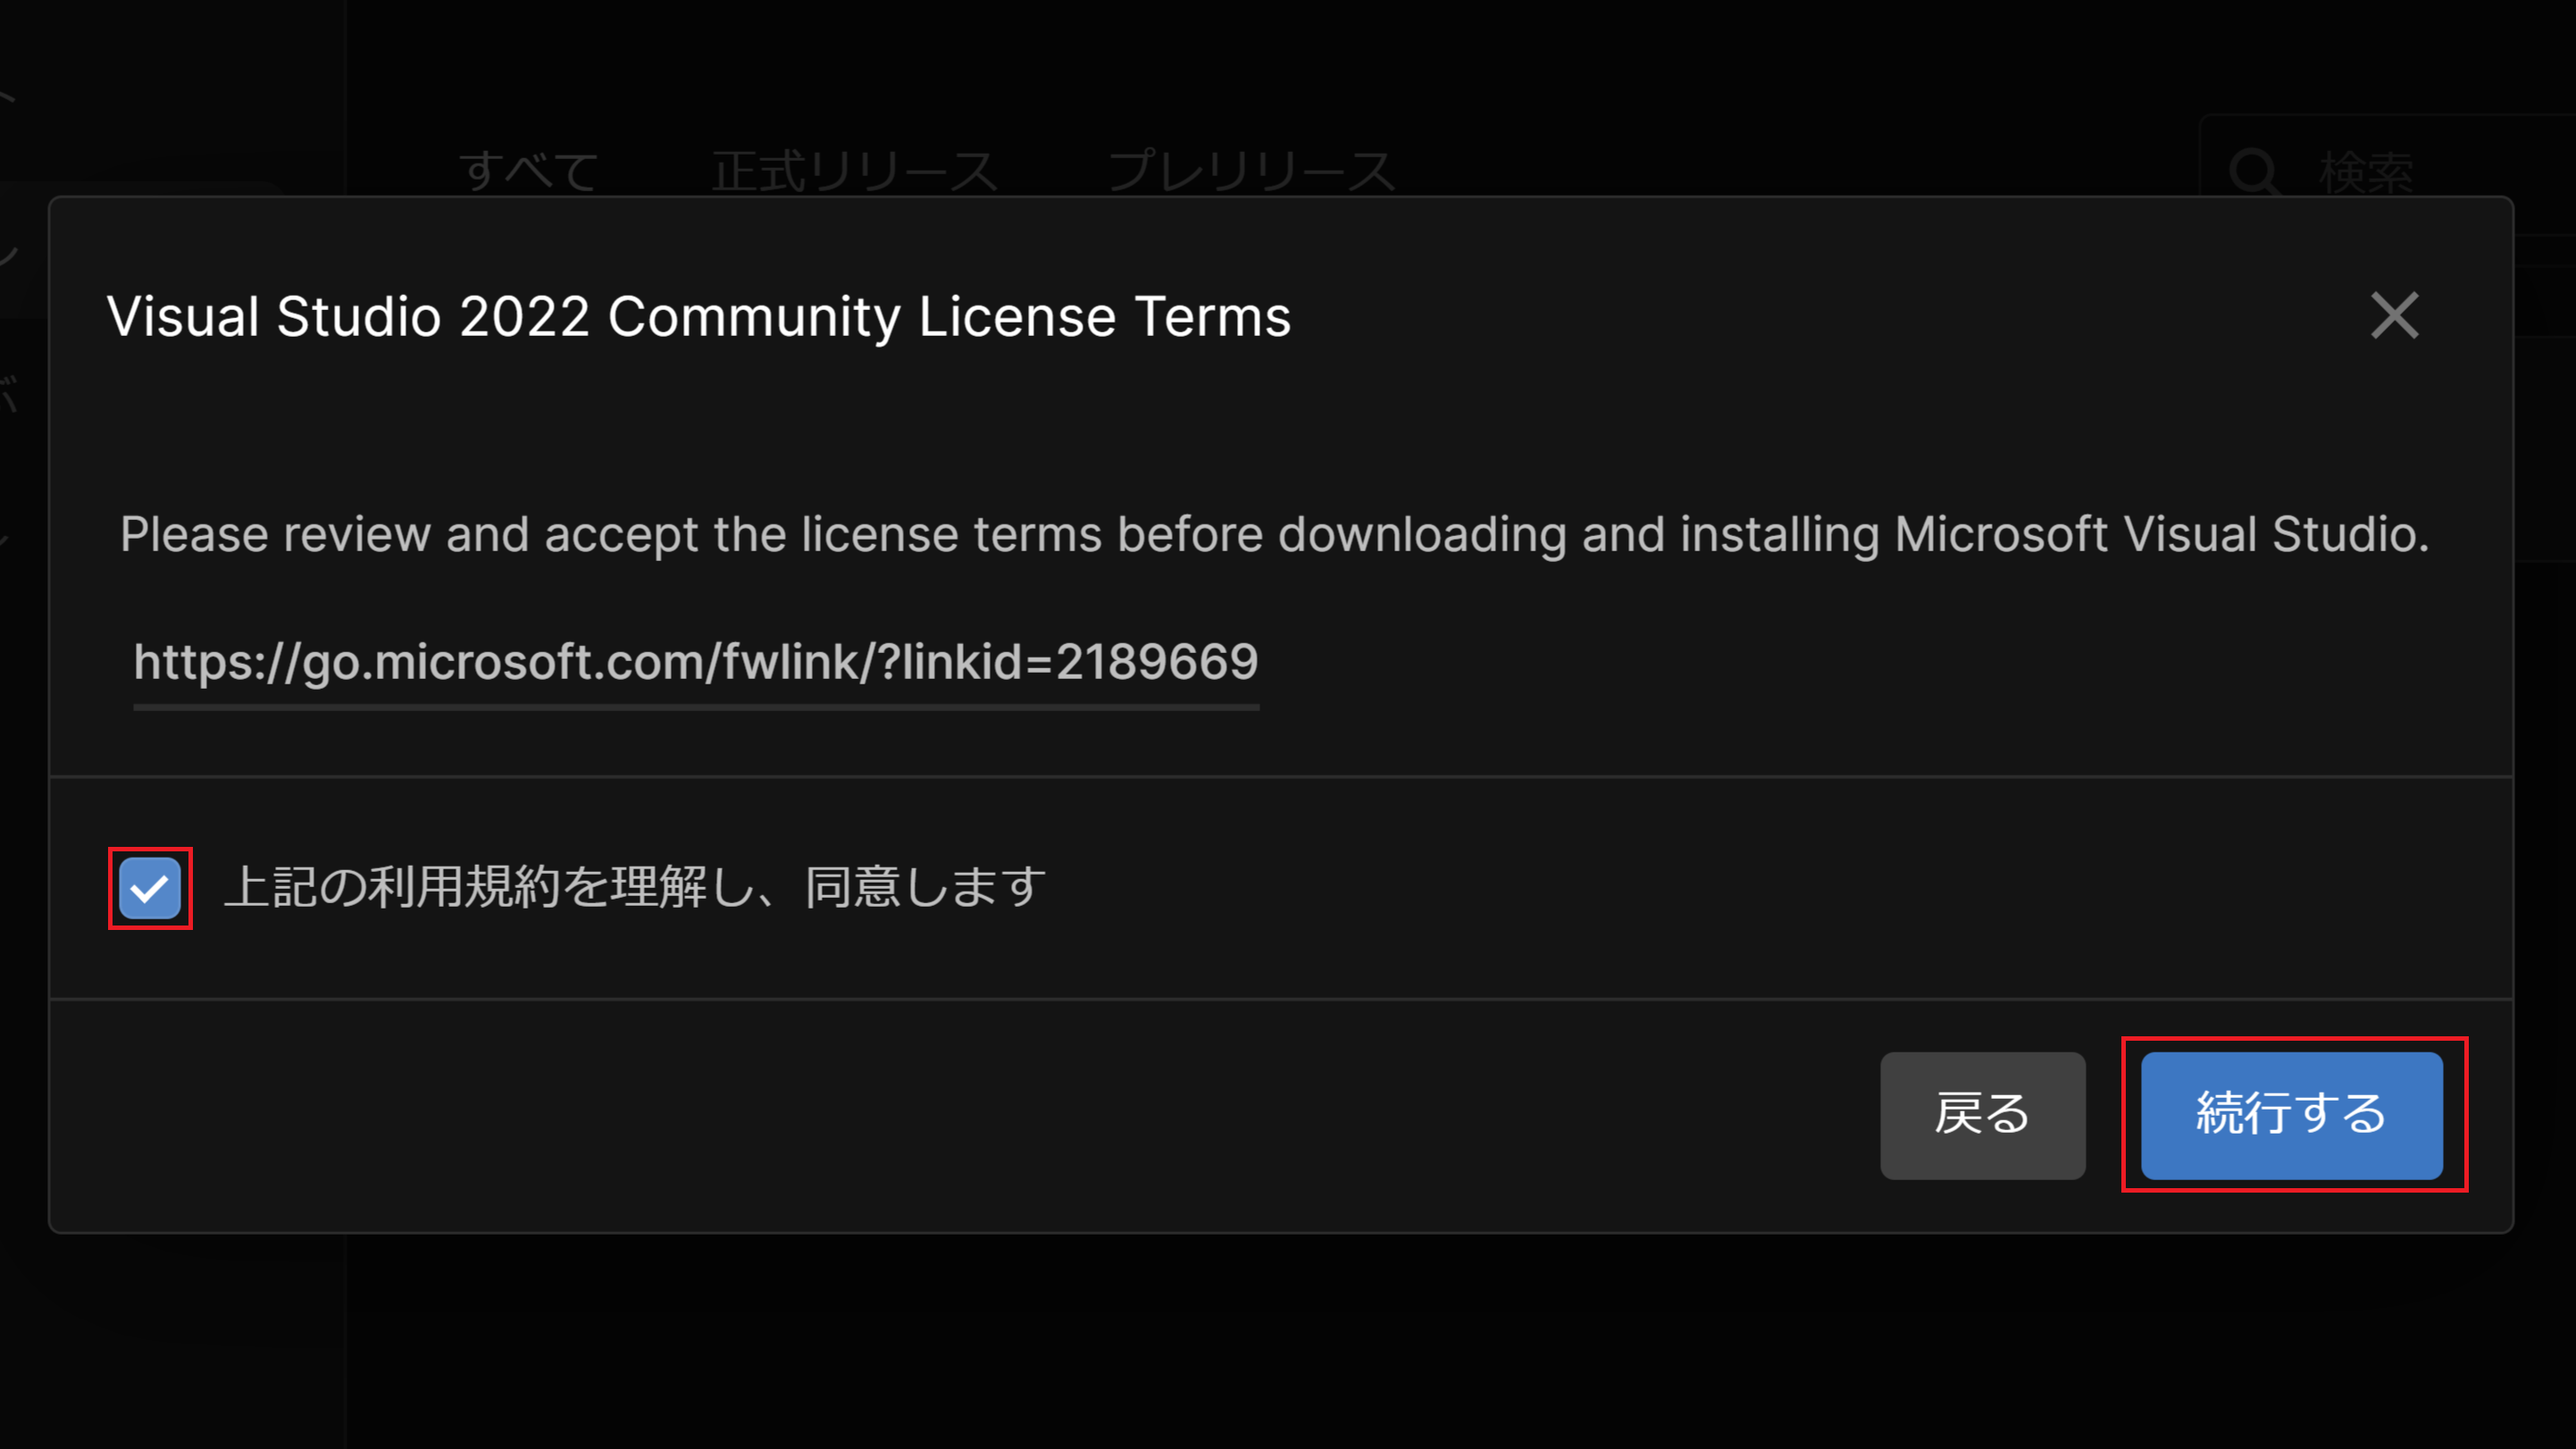 すべて 正式リリース プレリリース 検索
Visual Studio 2022 Community License Terms
Please review and accept the license terms before downloading and installing Microsoft Visual Studio.
https://go.microsoft.com/fwlink/?linkid=2189669
上記の利用規約を理解し、同意します
戻る 続行する